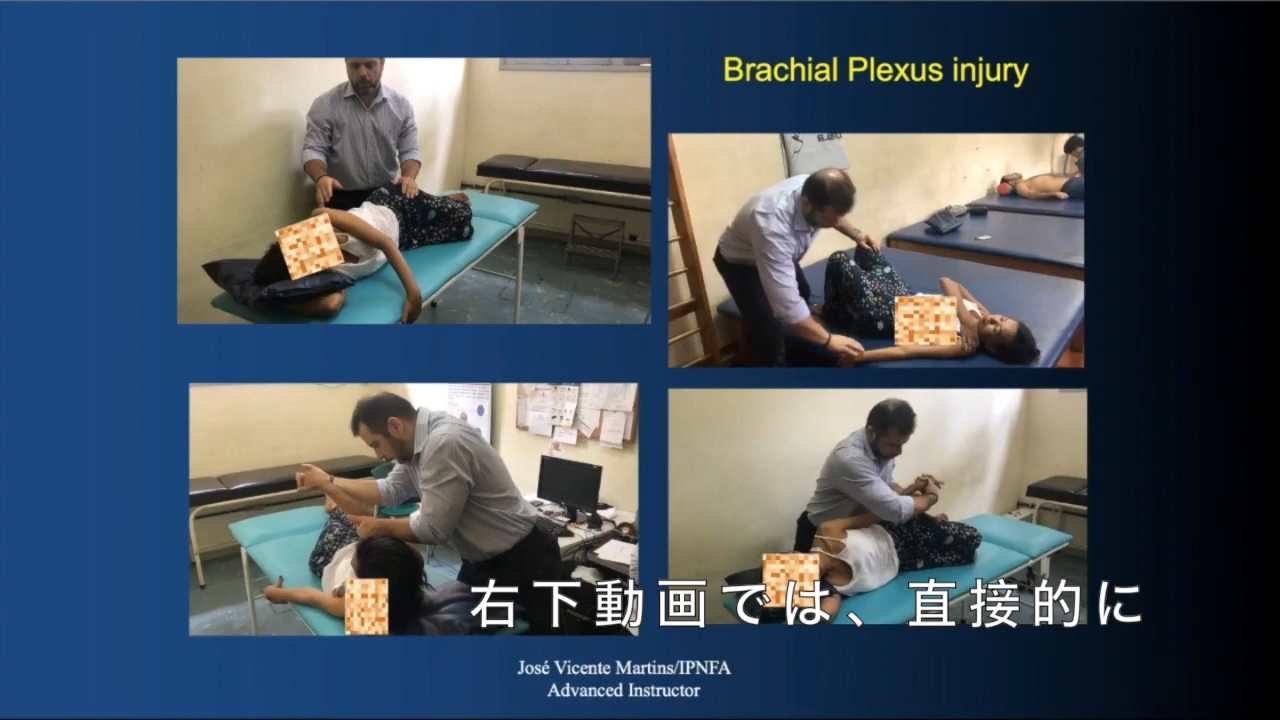 Brachial Plexus injury
右下動画では、直接的に
José Vicente Martins/IPNFA
Advanced Instructor